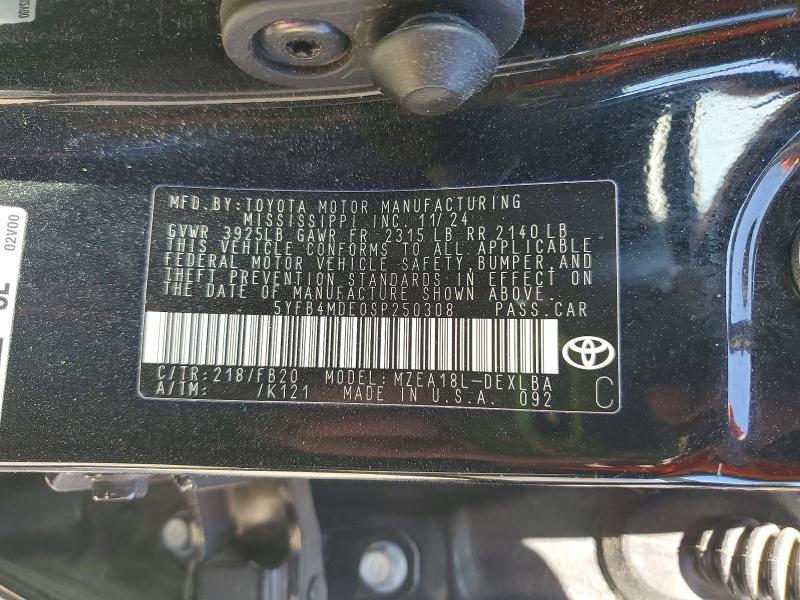 MFD.BY:TOYOTA MOTOR MANUFACTURING
MISSISSIPPI INC. 11/24
GVWR 3925LB GAWR FR 2315 LB RR 2140 LB
THIS VEHICLE CONFORMS TO ALL APPLICABLE
FEDERAL MOTOR VEHICLE SAFETY, BUMPER, AND
THEFT PREVENTION STANDARDS IN EFFECT ON
THE DATE OF MANUFACTURE SHOWN ABOVE.
5YFB4MDE0SP250308 PASS.CAR
C/TR:218/FB20 MODEL: MZEA18L-DEXLBA
A/TM: /K121 MADE IN U.S.A. 092 C
02V00